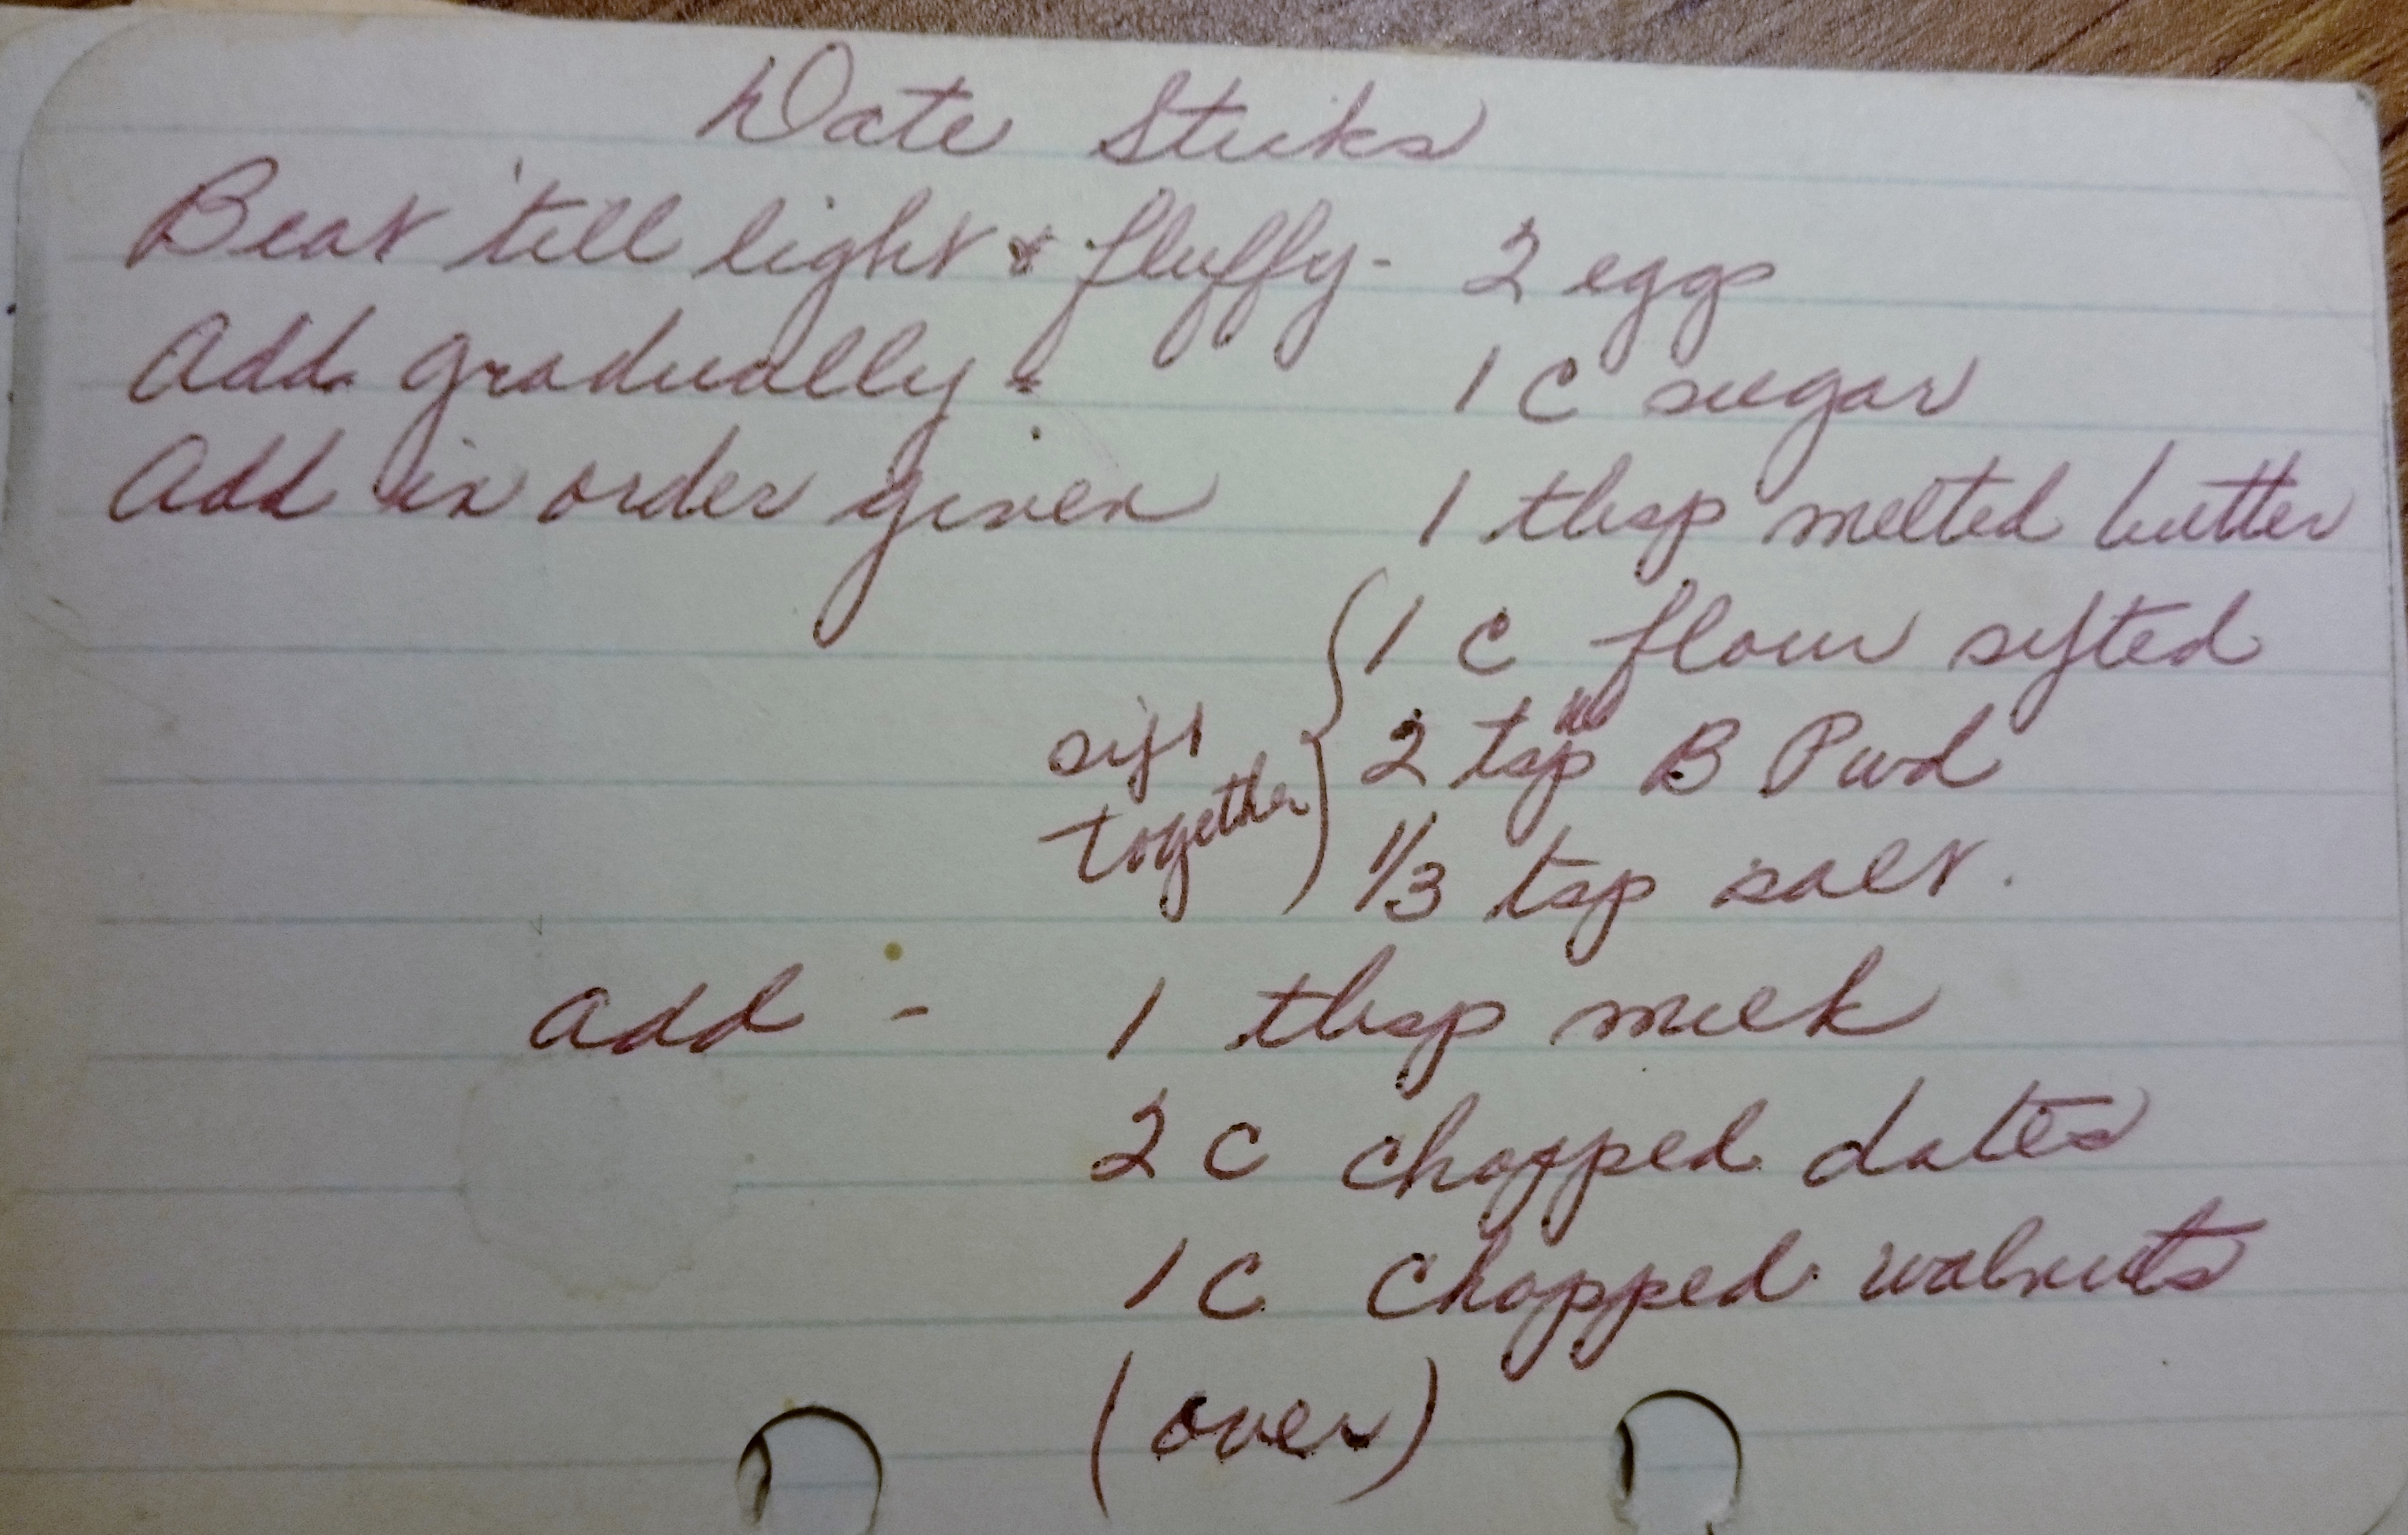 Date Sticks
Beat 'till light & fluffy - 2 eggs
Add gradually - 1 C sugar
Add in order given 1 tbsp melted butter
1 C flour sifted
sift 2 tsp B Pwd
together 1/3 tsp salt.
add - 1 tbsp milk
2 C chopped dates
1 C chopped walnuts
(over)